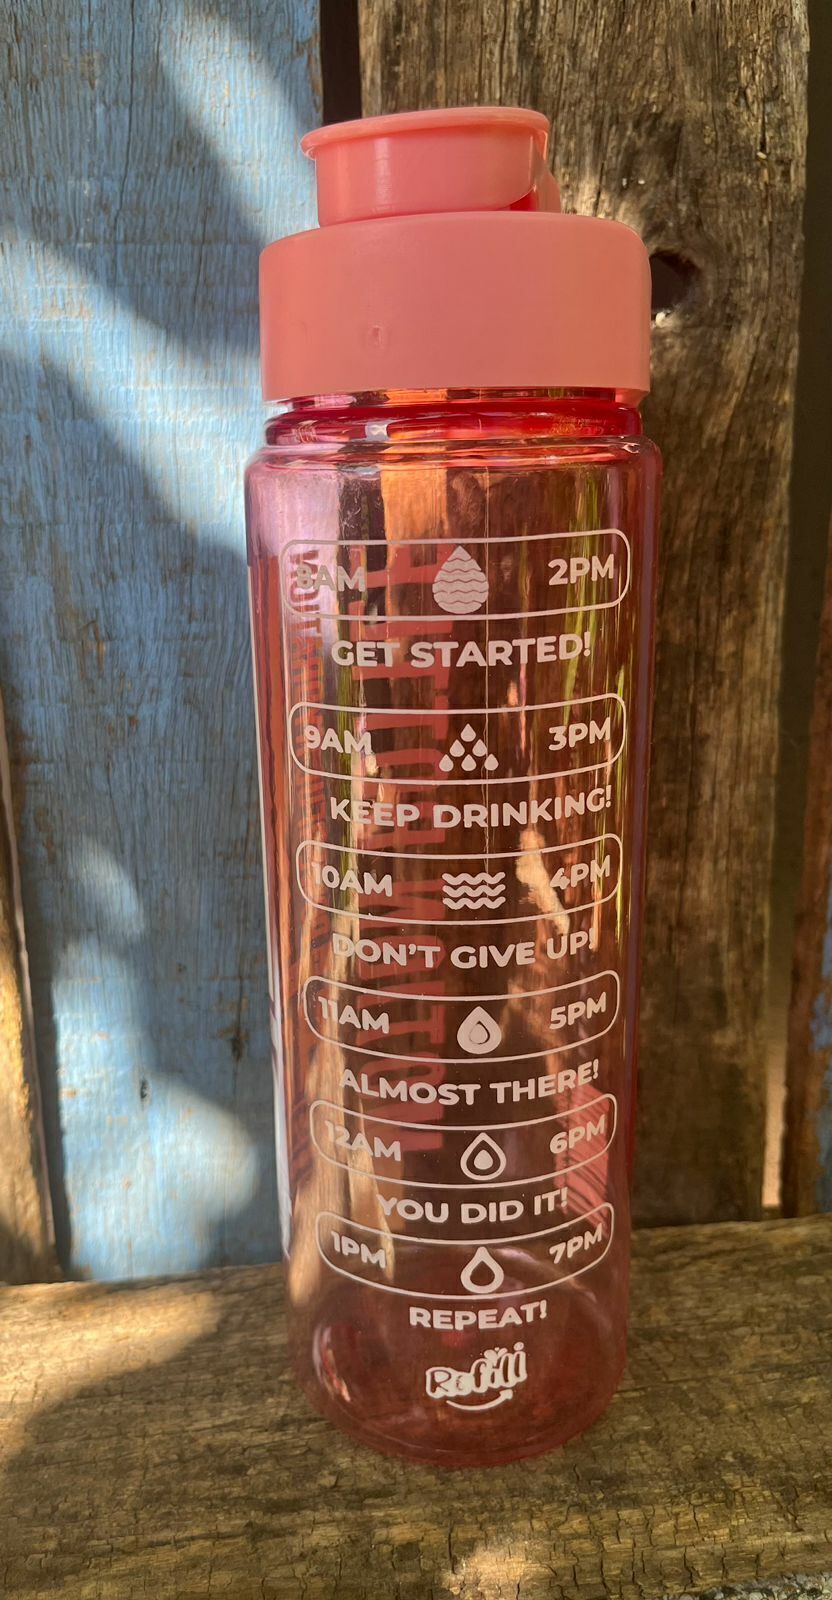 8AM 2PM
GET STARTED!
9AM 3PM
KEEP DRINKING!
10AM 4PM
DON'T GIVE UP!
11AM 5PM
ALMOST THERE!
12AM 6PM
YOU DID IT!
1PM 7PM
REPEAT!
Refill